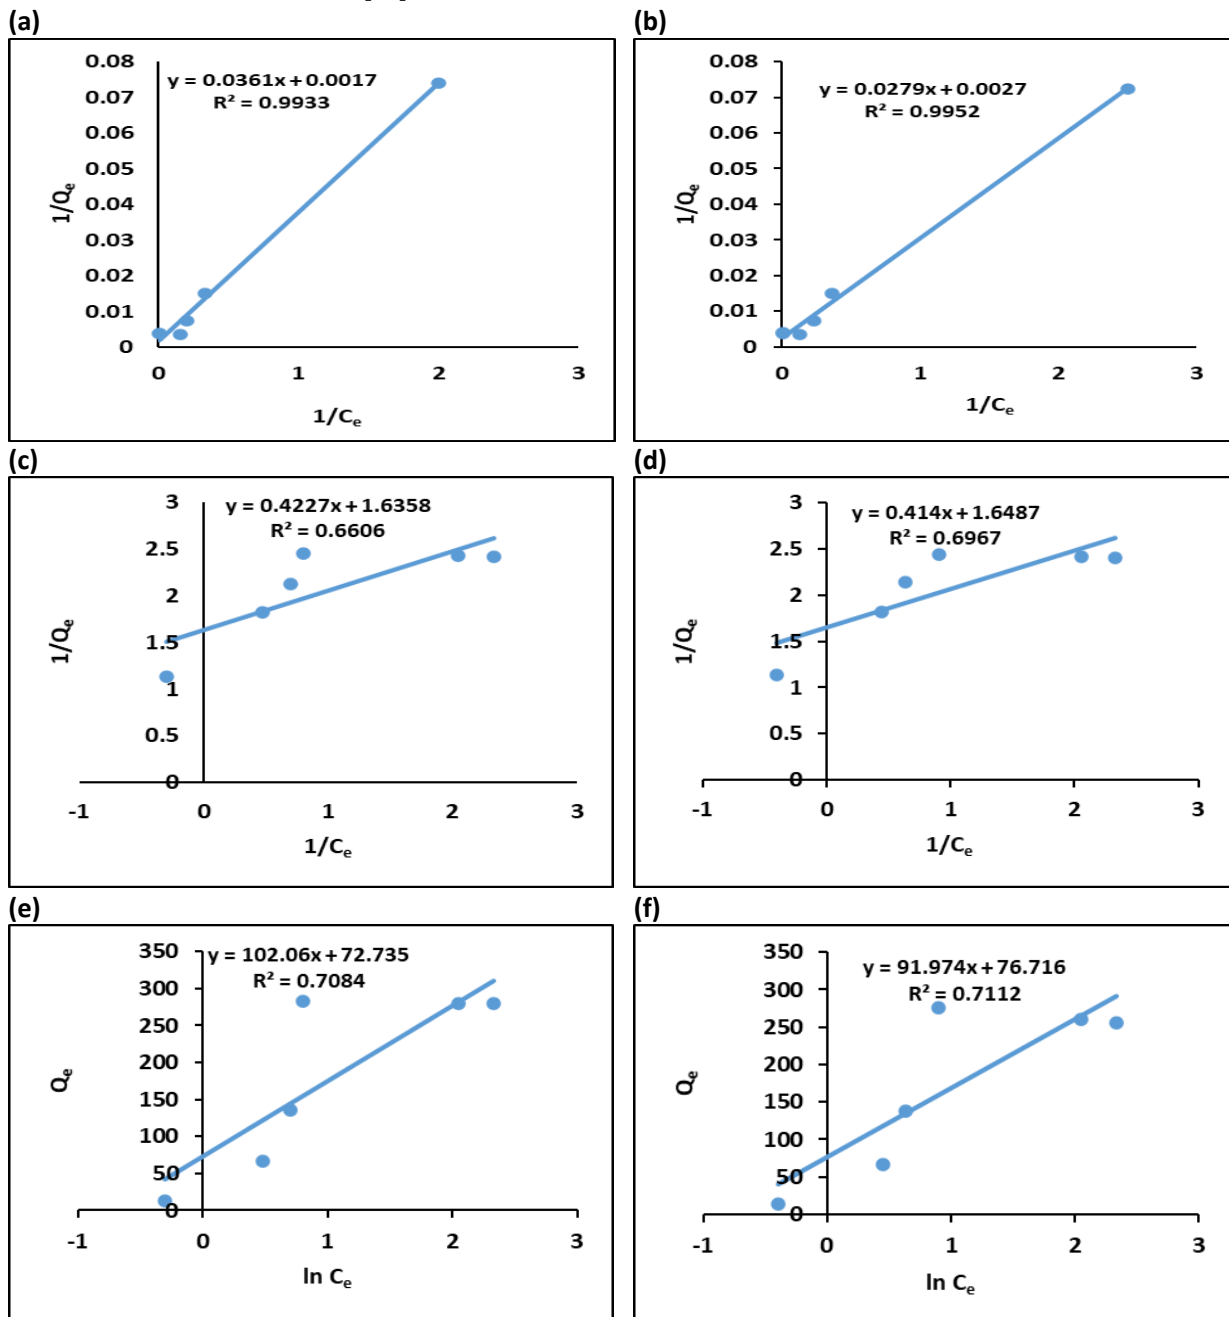 (a)
(b)
0.08
0.07
0.06
0.05
0.04
0.03
0.02
0.01
0
y = 0.0361x + 0.0017
R² = 0.9933
1/Qₑ
0 1 2 3
1/Cₑ
0.08
0.07
0.06
0.05
0.04
0.03
0.02
0.01
0
y = 0.0279x + 0.0027
R² = 0.9952
1/Qₑ
0 1 2 3
1/Cₑ
(c)
(d)
3
2.5
2
1.5
1
0.5
0
y = 0.4227x + 1.6358
R² = 0.6606
1/Qₑ
-1 0 1 2 3
1/Cₑ
3
2.5
2
1.5
1
0.5
0
y = 0.414x + 1.6487
R² = 0.6967
1/Qₑ
-1 0 1 2 3
1/Cₑ
(e)
(f)
350
300
250
200
150
100
50
0
y = 102.06x + 72.735
R² = 0.7084
Qₑ
-1 0 1 2 3
ln Cₑ
350
300
250
200
150
100
50
0
y = 91.974x + 76.716
R² = 0.7112
Qₑ
-1 0 1 2 3
ln Cₑ